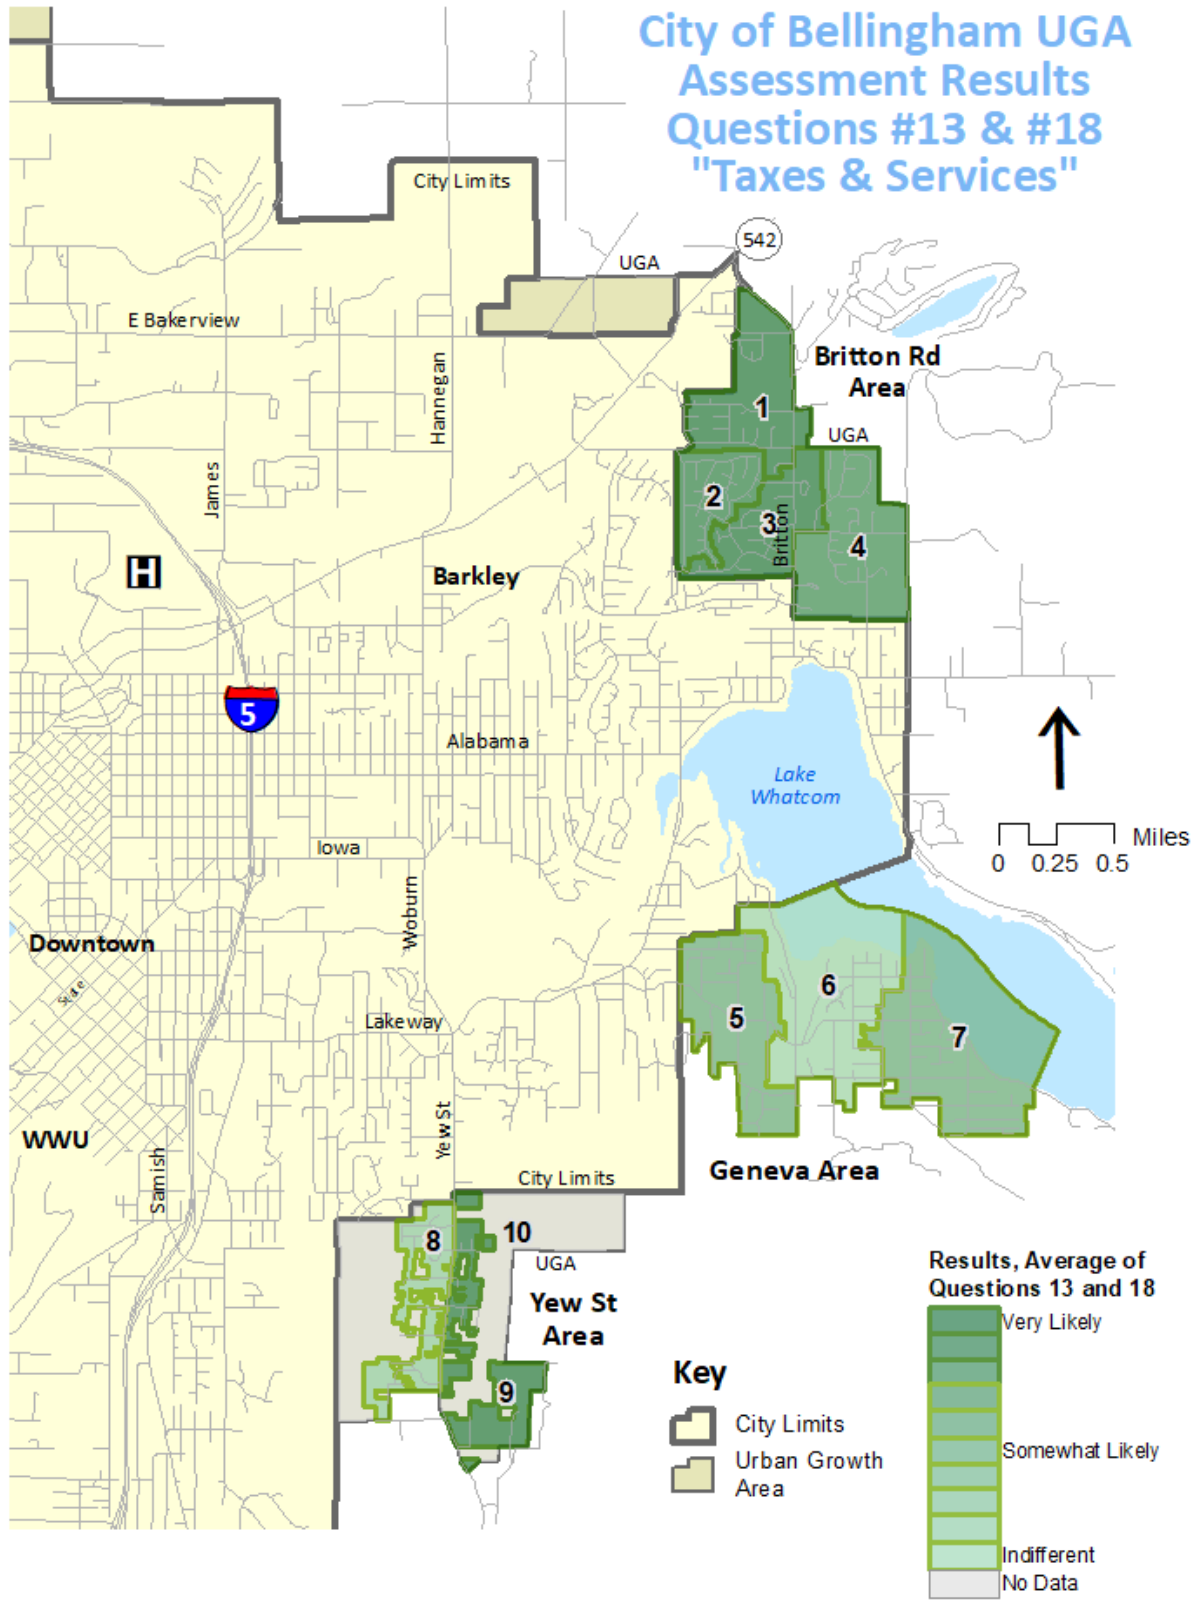 City of Bellingham UGA
Assessment Results
Questions #13 & #18
"Taxes & Services"
City Limits
542
UGA
E Bakerview
Hannegan
Britton Rd
Area
1
UGA
James
2
3
Britton
4
H
Barkley
5
Alabama
Lake
Whatcom
Iowa
Miles
0 0.25 0.5
Woburn
Downtown
State
Lakeway
5
6
7
Yew St
WWU
Samish
Geneva Area
City Limits
8
10
UGA
Yew St
Area
9
Results, Average of
Questions 13 and 18
Very Likely
Somewhat Likely
Indifferent
No Data
Key
City Limits
Urban Growth
Area